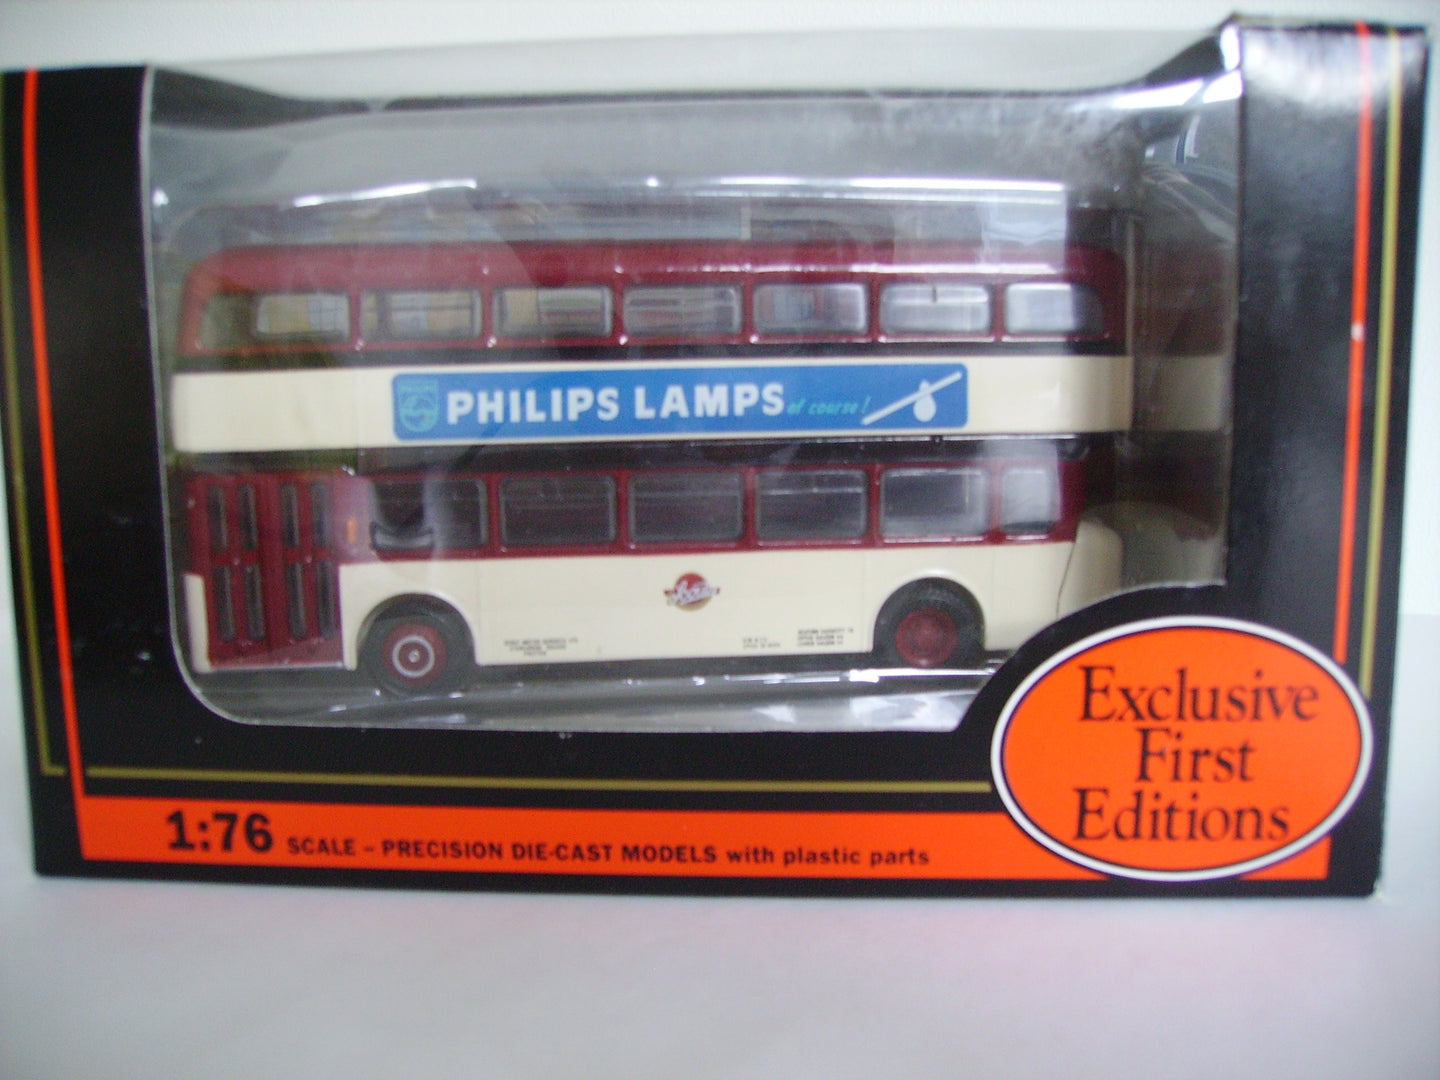 PHILIPS LAMPS of course!
Exclusive
First
Editions
1:76 SCALE – PRECISION DIE-CAST MODELS with plastic parts